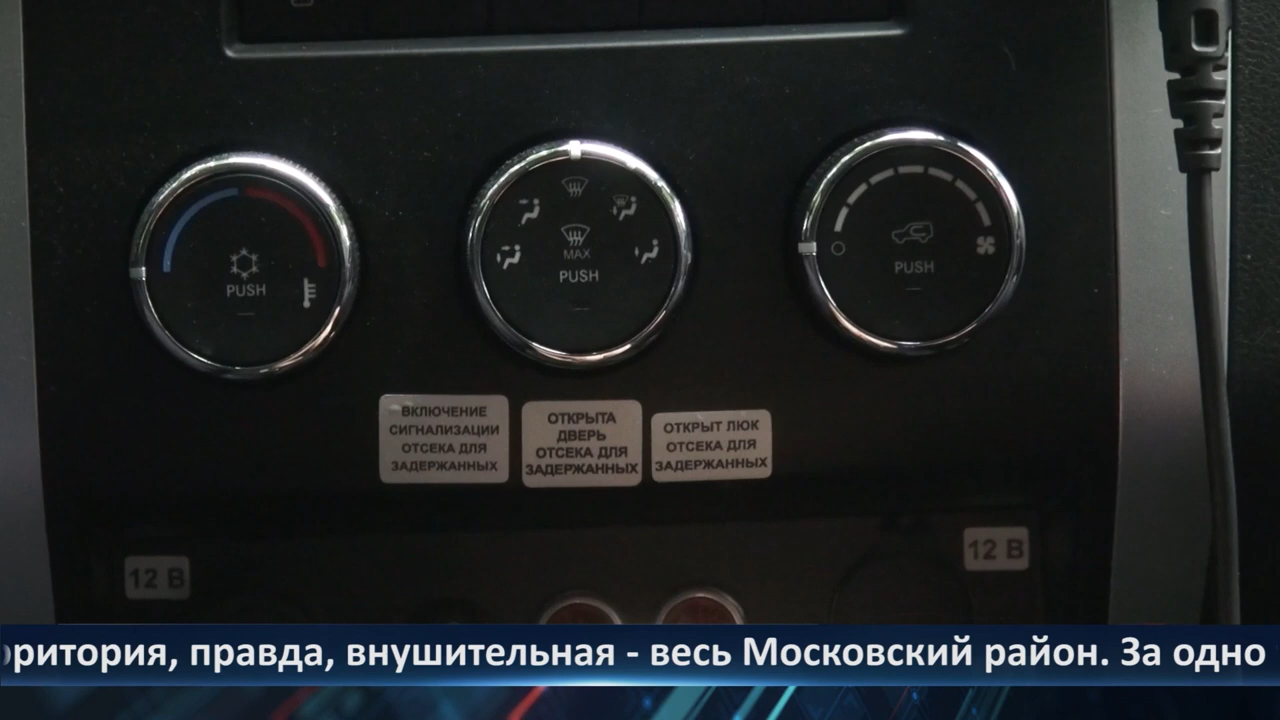 PUSH
MAX
PUSH
PUSH
ВКЛЮЧЕНИЕ
СИГНАЛИЗАЦИИ
ОТСЕКА ДЛЯ
ЗАДЕРЖАННЫХ
ОТКРЫТА
ДВЕРЬ
ОТСЕКА ДЛЯ
ЗАДЕРЖАННЫХ
ОТКРЫТ ЛЮК
ОТСЕКА ДЛЯ
ЗАДЕРЖАННЫХ
12 В
12 В
рритория, правда, внушительная - весь Московский район. За одно